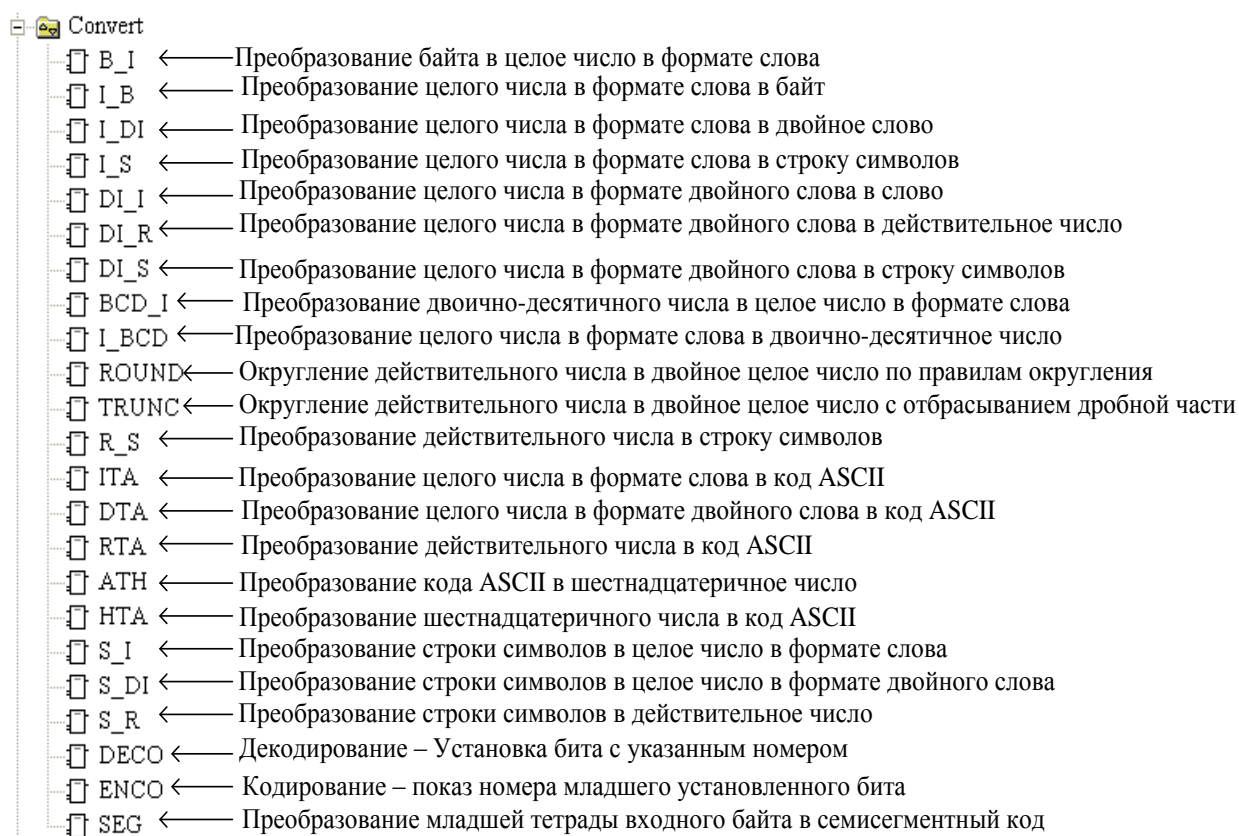 Convert
B_I Преобразование байта в целое число в формате слова
I_B Преобразование целого числа в формате слова в байт
I_DI Преобразование целого числа в формате слова в двойное слово
I_S Преобразование целого числа в формате слова в строку символов
DI_I Преобразование целого числа в формате двойного слова в слово
DI_R Преобразование целого числа в формате двойного слова в действительное число
DI_S Преобразование целого числа в формате двойного слова в строку символов
BCD_I Преобразование двоично-десятичного числа в целое число в формате слова
I_BCD Преобразование целого числа в формате слова в двоично-десятичное число
ROUND Округление действительного числа в двойное целое число по правилам округления
TRUNC Округление действительного числа в двойное целое число с отбрасыванием дробной части
R_S Преобразование действительного числа в строку символов
ITA Преобразование целого числа в формате слова в код ASCII
DTA Преобразование целого числа в формате двойного слова в код ASCII
RTA Преобразование действительного числа в код ASCII
ATH Преобразование кода ASCII в шестнадцатеричное число
HTA Преобразование шестнадцатеричного числа в код ASCII
S_I Преобразование строки символов в целое число в формате слова
S_DI Преобразование строки символов в целое число в формате двойного слова
S_R Преобразование строки символов в действительное число
DECO Декодирование – Установка бита с указанным номером
ENCO Кодирование – показ номера младшего установленного бита
SEG Преобразование младшей тетрады входного байта в семисегментный код